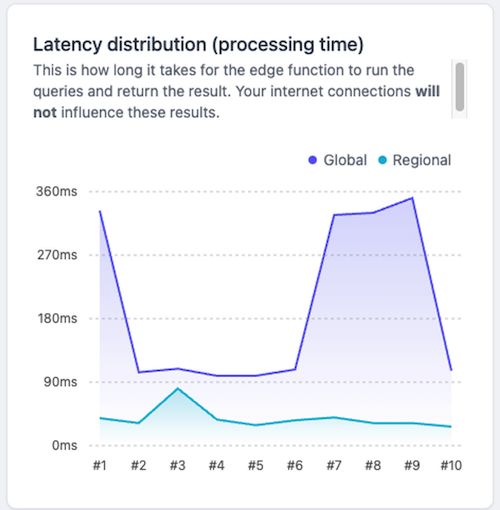 Latency distribution (processing time)
This is how long it takes for the edge function to run the
queries and return the result. Your internet connections will
not influence these results.
Global Regional
360ms
270ms
180ms
90ms
0ms
#1 #2 #3 #4 #5 #6 #7 #8 #9 #10